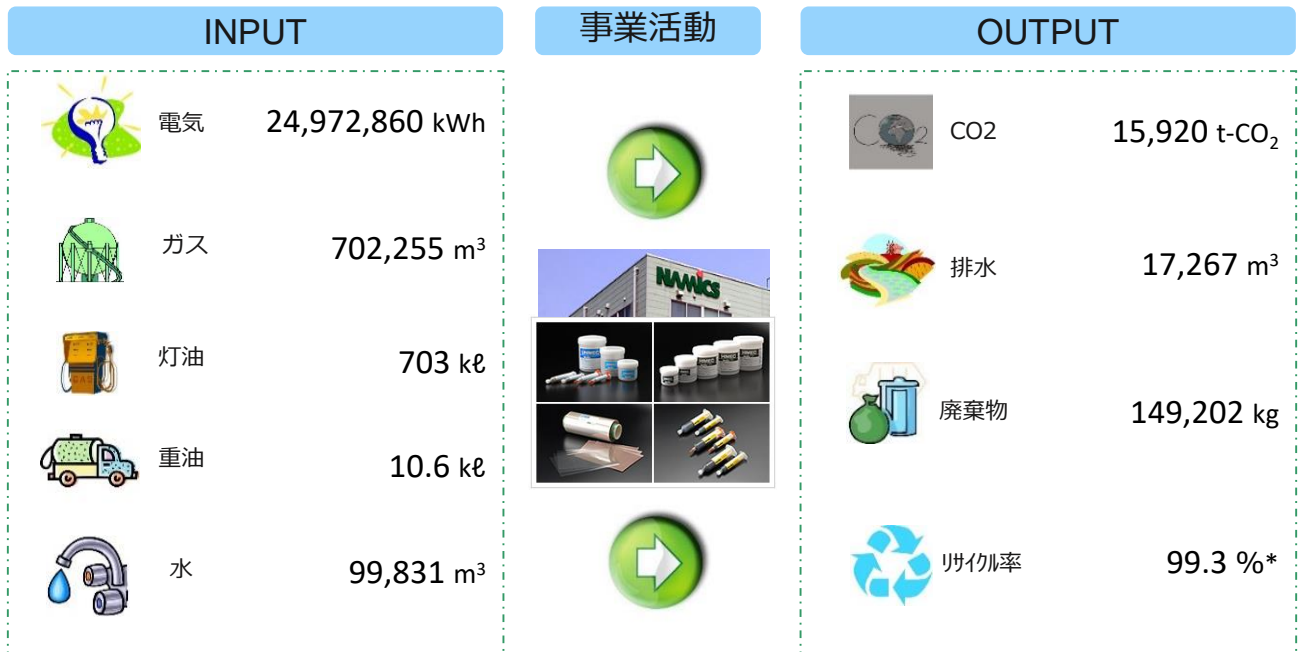 INPUT
電気 24,972,860 kWh
ガス 702,255 m³
灯油 703 kℓ
重油 10.6 kℓ
水 99,831 m³
事業活動
NAMICS
OUTPUT
CO2 15,920 t-CO₂
排水 17,267 m³
廃棄物 149,202 kg
リサイクル率 99.3 %*